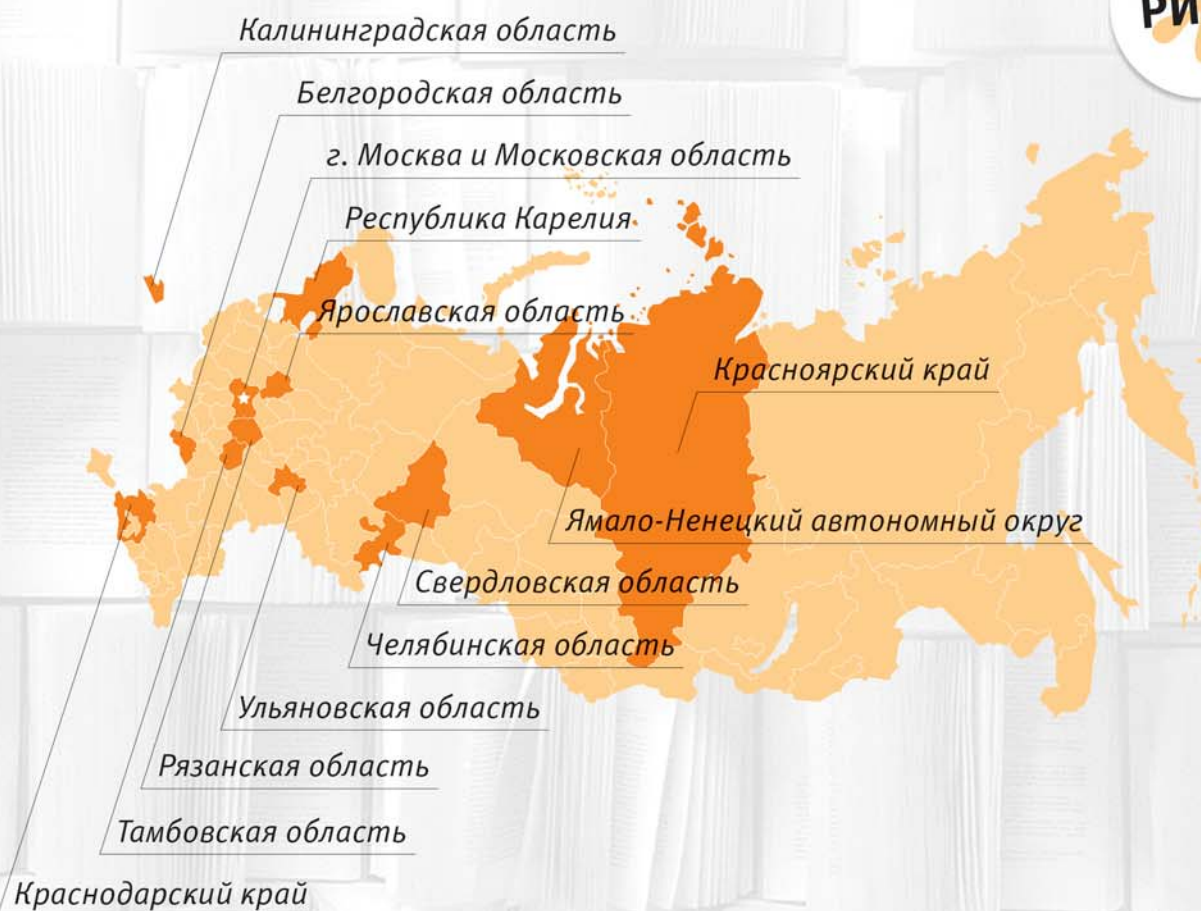 РИ
Калининградская область
Белгородская область
г. Москва и Московская область
Республика Карелия
Ярославская область
Красноярский край
Ямало-Ненецкий автономный округ
Свердловская область
Челябинская область
Ульяновская область
Рязанская область
Тамбовская область
Краснодарский край